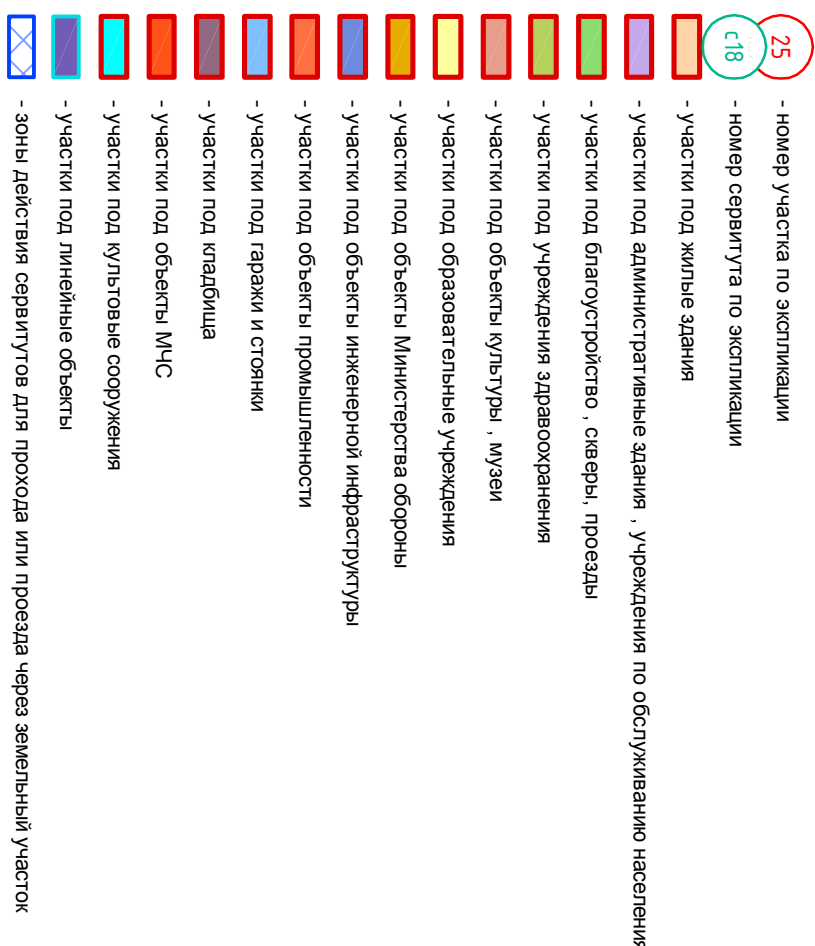 25 - номер участка по экспликации
с18 - номер сервитута по экспликации
- участки под жилые здания
- участки под административные здания , учреждения по обслуживанию населения
- участки под благоустройство , скверы, проезды
- участки под учреждения здравоохранения
- участки под объекты культуры , музеи
- участки под образовательные учреждения
- участки под объекты Министерства обороны
- участки под объекты инженерной инфраструктуры
- участки под объекты промышленности
- участки под гаражи и стоянки
- участки под кладбища
- участки под объекты МЧС
- участки под культовые сооружения
- участки под линейные объекты
- зоны действия сервитутов для прохода или проезда через земельный участок